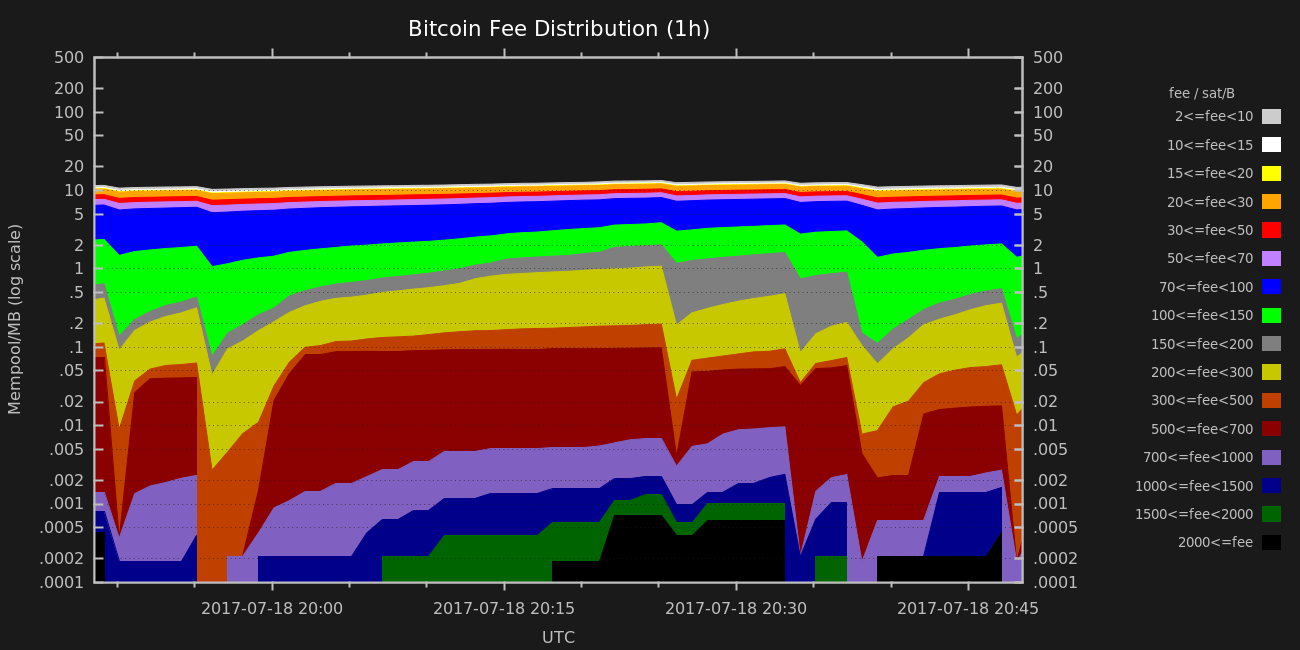 Bitcoin Fee Distribution (1h)
Mempool/MB (log scale)
500
200
100
50
20
10
5
2
1
.5
.2
.1
.05
.02
.01
.005
.002
.001
.0005
.0002
.0001
500
200
100
50
20
10
5
2
1
.5
.2
.1
.05
.02
.01
.005
.002
.001
.0005
.0002
.0001
2017-07-18 20:00 2017-07-18 20:15 2017-07-18 20:30 2017-07-18 20:45
UTC
fee / sat/B
2<=fee<10
10<=fee<15
15<=fee<20
20<=fee<30
30<=fee<50
50<=fee<70
70<=fee<100
100<=fee<150
150<=fee<200
200<=fee<300
300<=fee<500
500<=fee<700
700<=fee<1000
1000<=fee<1500
1500<=fee<2000
2000<=fee